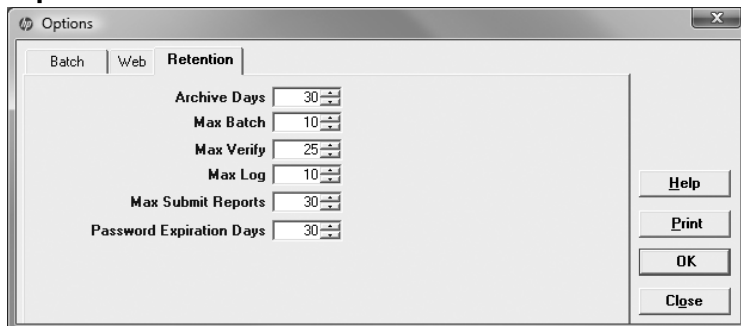 Options
Batch Web Retention
Archive Days 30
Max Batch 10
Max Verify 25
Max Log 10
Max Submit Reports 30
Password Expiration Days 30
Help
Print
OK
Close